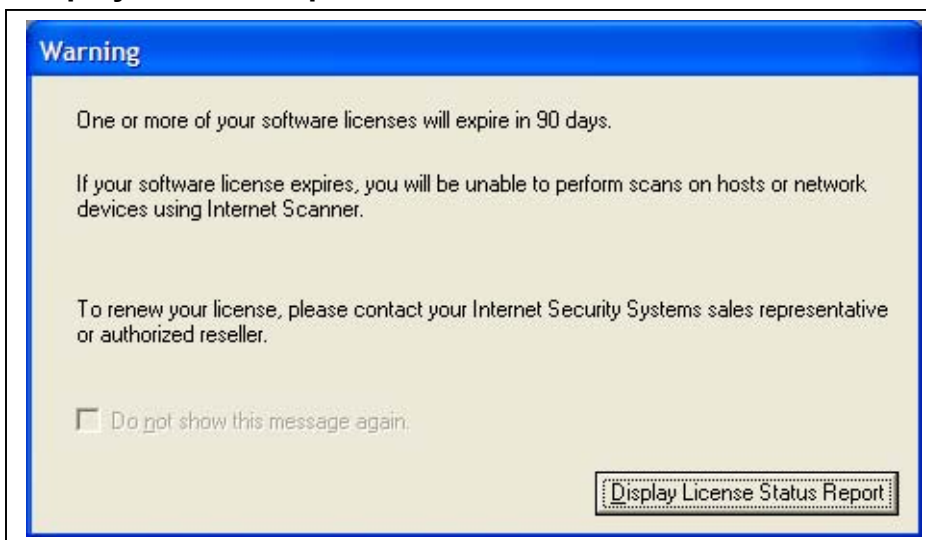 Warning
One or more of your software licenses will expire in 90 days.
If your software license expires, you will be unable to perform scans on hosts or network
devices using Internet Scanner.
To renew your license, please contact your Internet Security Systems sales representative
or authorized reseller.
Do not show this message again.
Display License Status Report